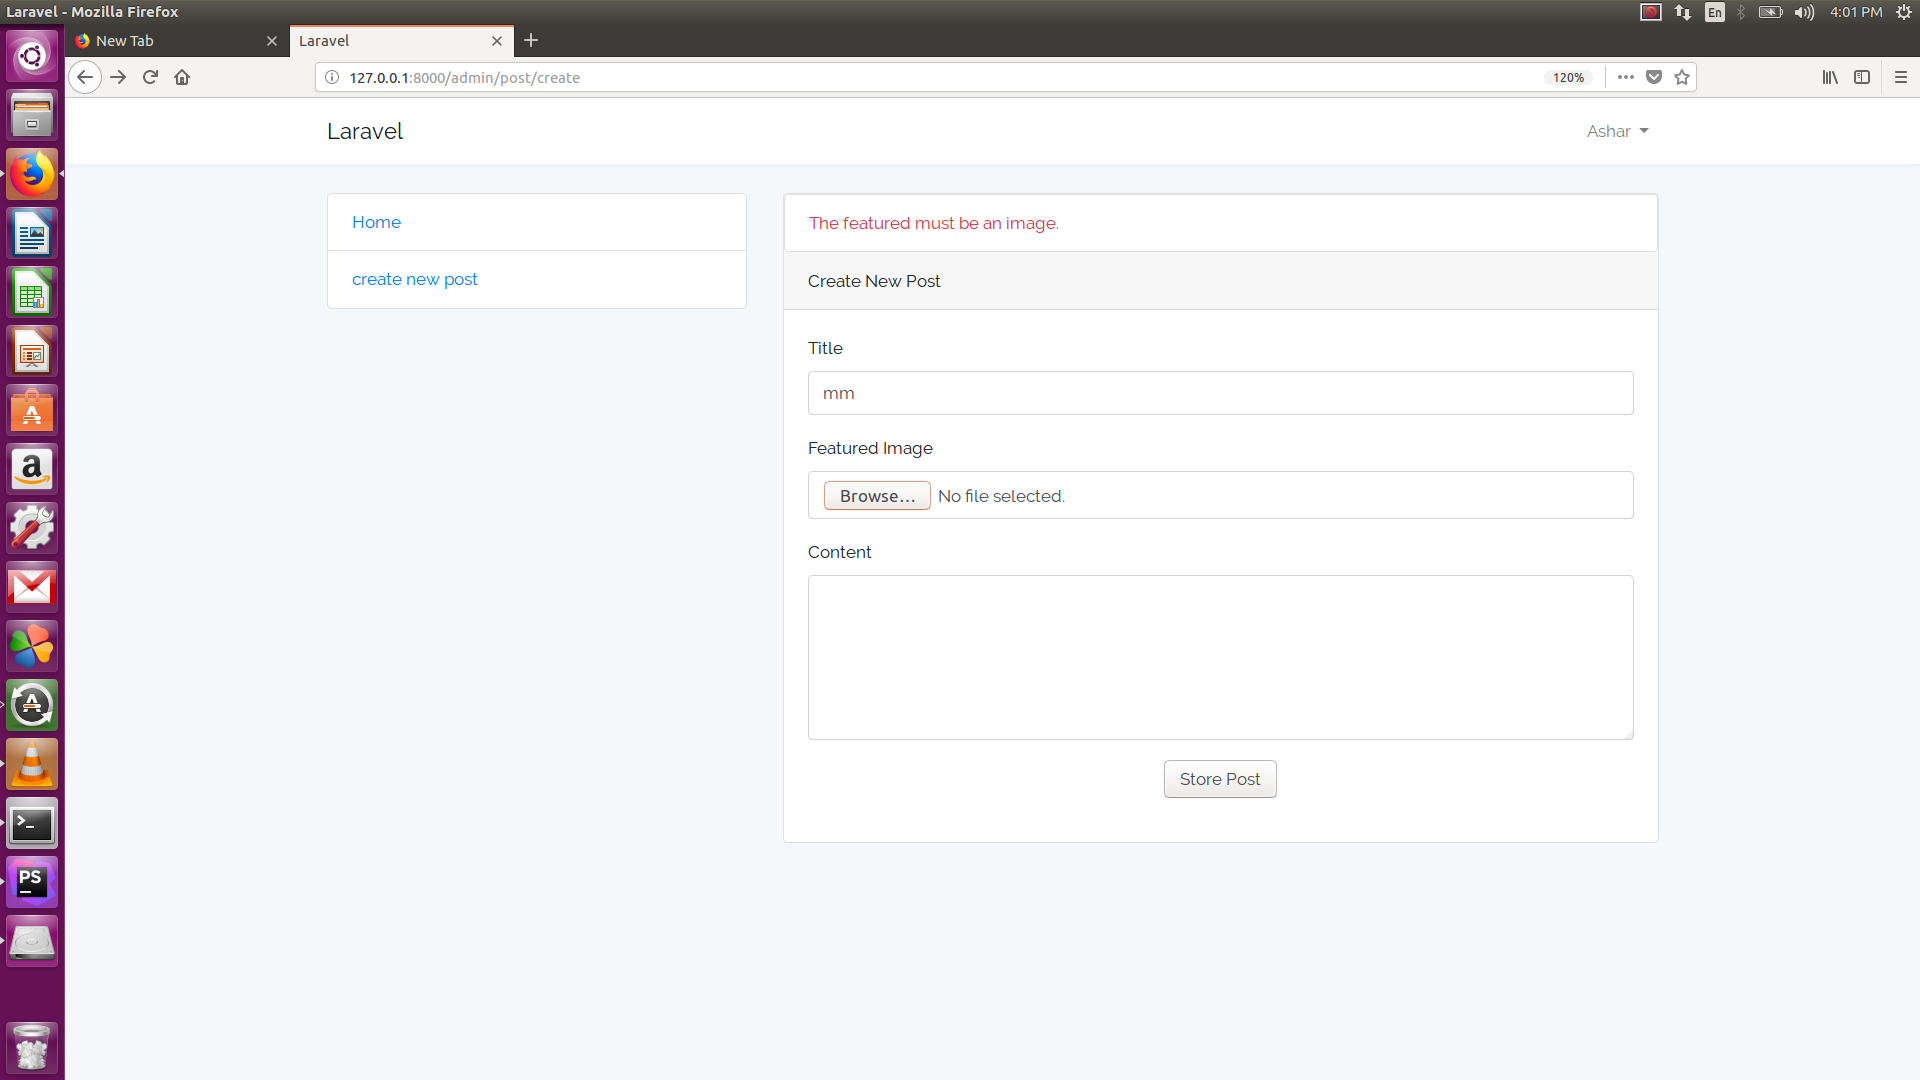 Laravel - Mozilla Firefox
En
4:01 PM
New Tab
Laravel
127.0.0.1:8000/admin/post/create
120%
Laravel
Ashar
Home
create new post
The featured must be an image.
Create New Post
Title
mm
Featured Image
Browse... No file selected.
Content
Store Post
a
PS